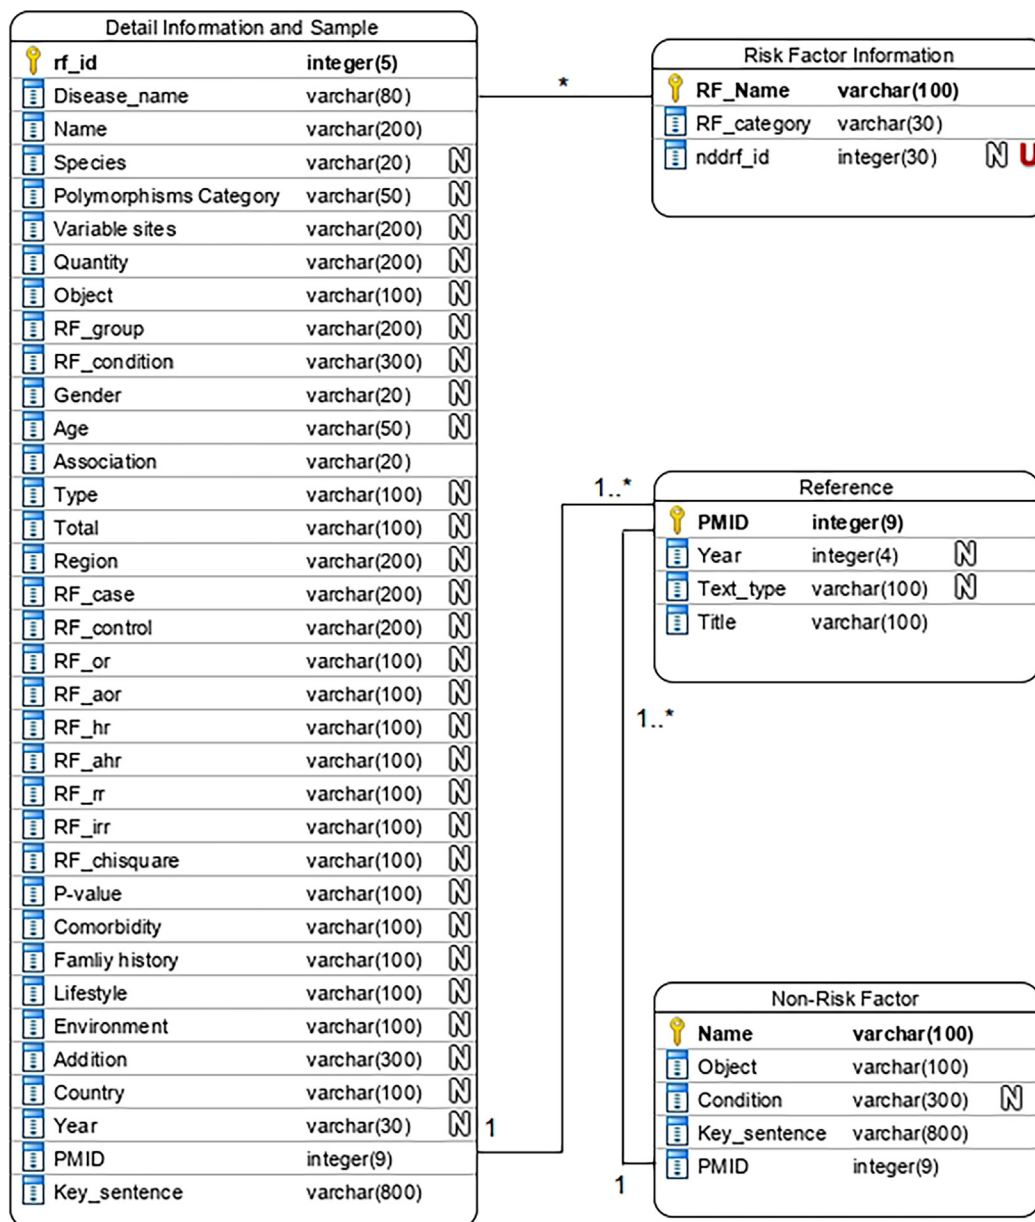 Detail Information and Sample
rf_id integer(5)
Disease_name varchar(80)
Name varchar(200)
Species varchar(20) N
Polymorphisms Category varchar(50) N
Variable sites varchar(200) N
Quantity varchar(200) N
Object varchar(100) N
RF_group varchar(200) N
RF_condition varchar(300) N
Gender varchar(20) N
Age varchar(50) N
Association varchar(20)
Type varchar(100) N
Total varchar(100) N
Region varchar(200) N
RF_case varchar(200) N
RF_control varchar(200) N
RF_or varchar(100) N
RF_aor varchar(100) N
RF_hr varchar(100) N
RF_ahr varchar(100) N
RF_rr varchar(100) N
RF_irr varchar(100) N
RF_chisquare varchar(100) N
P-value varchar(100) N
Comorbidity varchar(100) N
Famliy history varchar(100) N
Lifestyle varchar(100) N
Environment varchar(100) N
Addition varchar(300) N
Country varchar(100) N
Year varchar(30) N
PMID integer(9)
Key_sentence varchar(800)
*
Risk Factor Information
RF_Name varchar(100)
RF_category varchar(30)
nddrf_id integer(30) N U
1..*
Reference
PMID integer(9)
Year integer(4) N
Text_type varchar(100) N
Title varchar(100)
1..*
1
Non-Risk Factor
Name varchar(100)
Object varchar(100)
Condition varchar(300) N
Key_sentence varchar(800)
PMID integer(9)
1